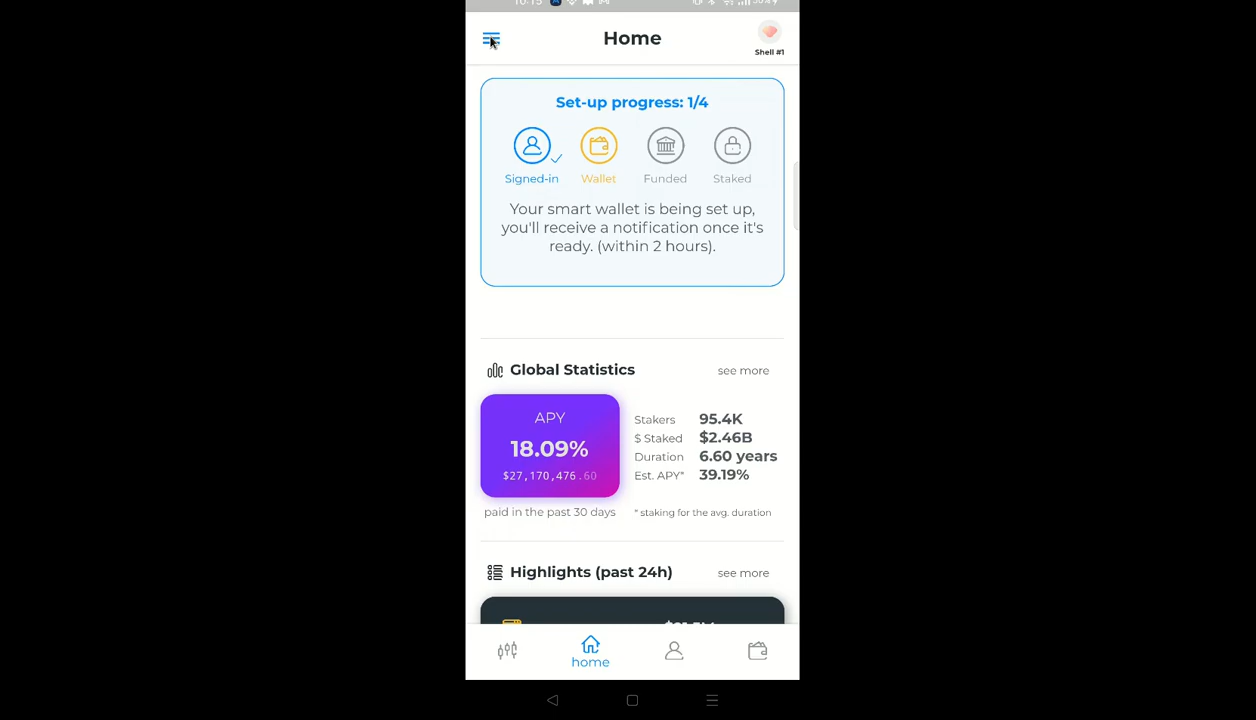 10:15
Home
Shell #1
Set-up progress: 1/4
Signed-in
Wallet
Funded
Staked
Your smart wallet is being set up,
you'll receive a notification once it's
ready. (within 2 hours).
Global Statistics
see more
APY
18.09%
$27,170,476.60
paid in the past 30 days
Stakers 95.4K
$ Staked $2.46B
Duration 6.60 years
Est. APY* 39.19%
* staking for the avg. duration
Highlights (past 24h)
see more
home